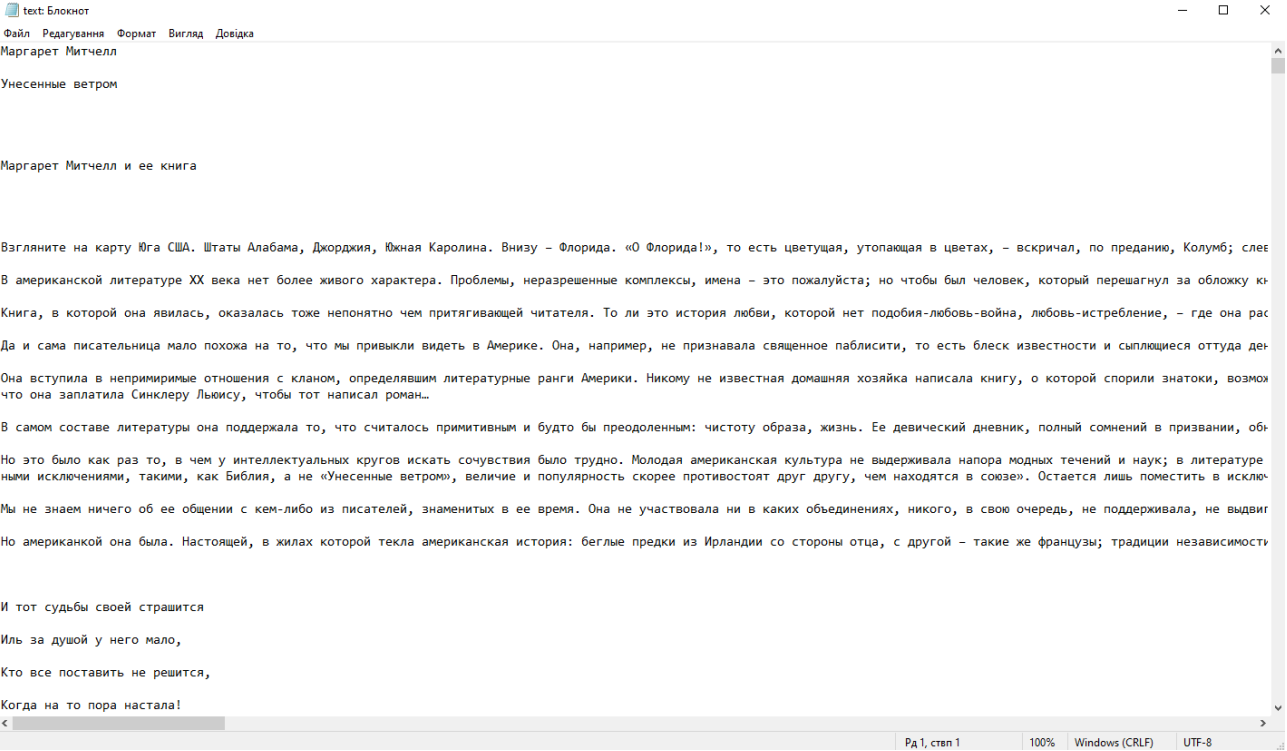 text: Блокнот
Файл Редагування Формат Вигляд Довідка
Маргарет Митчелл
Унесенные ветром
Маргарет Митчелл и ее книга
Взгляните на карту Юга США. Штаты Алабама, Джорджия, Южная Каролина. Внизу – Флорида. «О Флорида!», то есть цветущая, утопающая в цветах, – вскричал, по преданию, Колумб; слев
В американской литературе XX века нет более живого характера. Проблемы, неразрешенные комплексы, имена – это пожалуйста; но чтобы был человек, который перешагнул за обложку кн
Книга, в которой она явилась, оказалась тоже непонятно чем притягивающей читателя. То ли это история любви, которой нет подобия-любовь-война, любовь-истребление, – где она рас
Да и сама писательница мало похожа на то, что мы привыкли видеть в Америке. Она, например, не признавала священное паблисити, то есть блеск известности и сыплющиеся оттуда ден
Она вступила в непримиримые отношения с кланом, определявшим литературные ранги Америки. Никому не известная домашняя хозяйка написала книгу, о которой спорили знатоки, возмож
что она заплатила Синклеру Льюису, чтобы тот написал роман…
В самом составе литературы она поддержала то, что считалось примитивным и будто бы преодоленным: чистоту образа, жизнь. Ее девический дневник, полный сомнений в призвании, обн
Но это было как раз то, в чем у интеллектуальных кругов искать сочувствия было трудно. Молодая американская культура не выдерживала напора модных течений и наук; в литературе
ными исключениями, такими, как Библия, а не «Унесенные ветром», величие и популярность скорее противостоят друг другу, чем находятся в союзе». Остается лишь поместить в исключ
Мы не знаем ничего об ее общении с кем-либо из писателей, знаменитых в ее время. Она не участвовала ни в каких объединениях, никого, в свою очередь, не поддерживала, не выдвиг
Но американкой она была. Настоящей, в жилах которой текла американская история: беглые предки из Ирландии со стороны отца, с другой – такие же французы; традиции независимости
И тот судьбы своей страшится
Иль за душой у него мало,
Кто все поставить не решится,
Когда на то пора настала!
Рд 1, ствп 1 100% Windows (CRLF) UTF-8